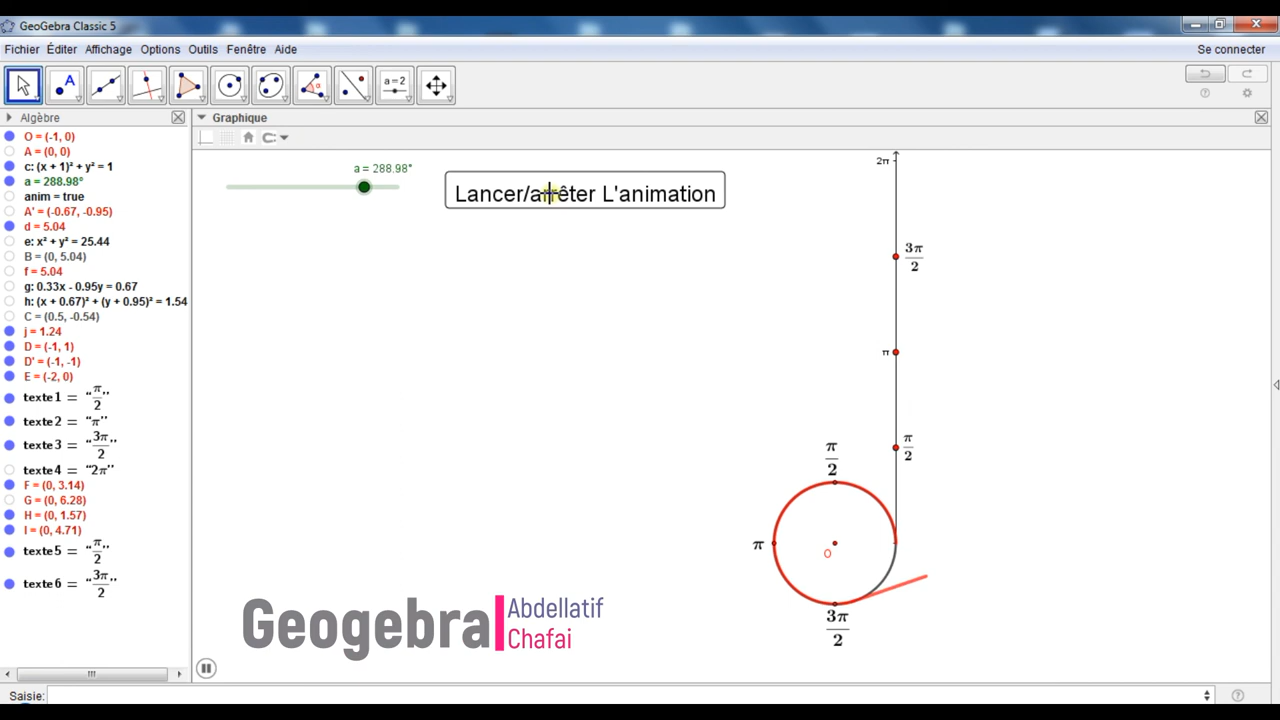 GeoGebra Classic 5
Fichier Éditer Affichage Options Outils Fenêtre Aide Se connecter
A a=2
Algèbre
Graphique
O = (-1, 0)
A = (0, 0)
c: (x + 1)² + y² = 1
a = 288.98°
anim = true
A' = (-0.67, -0.95)
d = 5.04
e: x² + y² = 25.44
B = (0, 5.04)
f = 5.04
g: 0.33x - 0.95y = 0.67
h: (x + 0.67)² + (y + 0.95)² = 1.54
C = (0.5, -0.54)
j = 1.24
D = (-1, 1)
D' = (-1, -1)
E = (-2, 0)
texte1 = “π/2”
texte2 = “π”
texte3 = “3π/2”
texte4 = “2π”
F = (0, 3.14)
G = (0, 6.28)
H = (0, 1.57)
I = (0, 4.71)
texte5 = “π/2”
texte6 = “3π/2”
a = 288.98°
Lancer/arrêter L'animation
2π
3π/2
π
π/2
π/2
π
O
3π/2
Geogebra
Abdellatif
Chafai
Saisie: